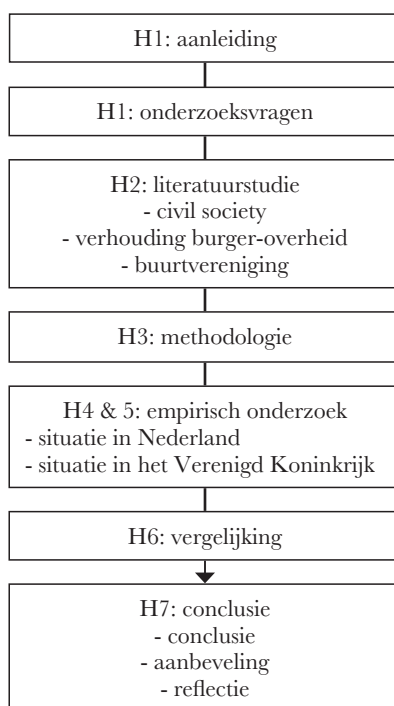 H1: aanleiding
H1: onderzoeksvragen
H2: literatuurstudie
- civil society
- verhouding burger-overheid
- buurtvereniging
H3: methodologie
H4 & 5: empirisch onderzoek
- situatie in Nederland
- situatie in het Verenigd Koninkrijk
H6: vergelijking
H7: conclusie
- conclusie
- aanbeveling
- reflectie